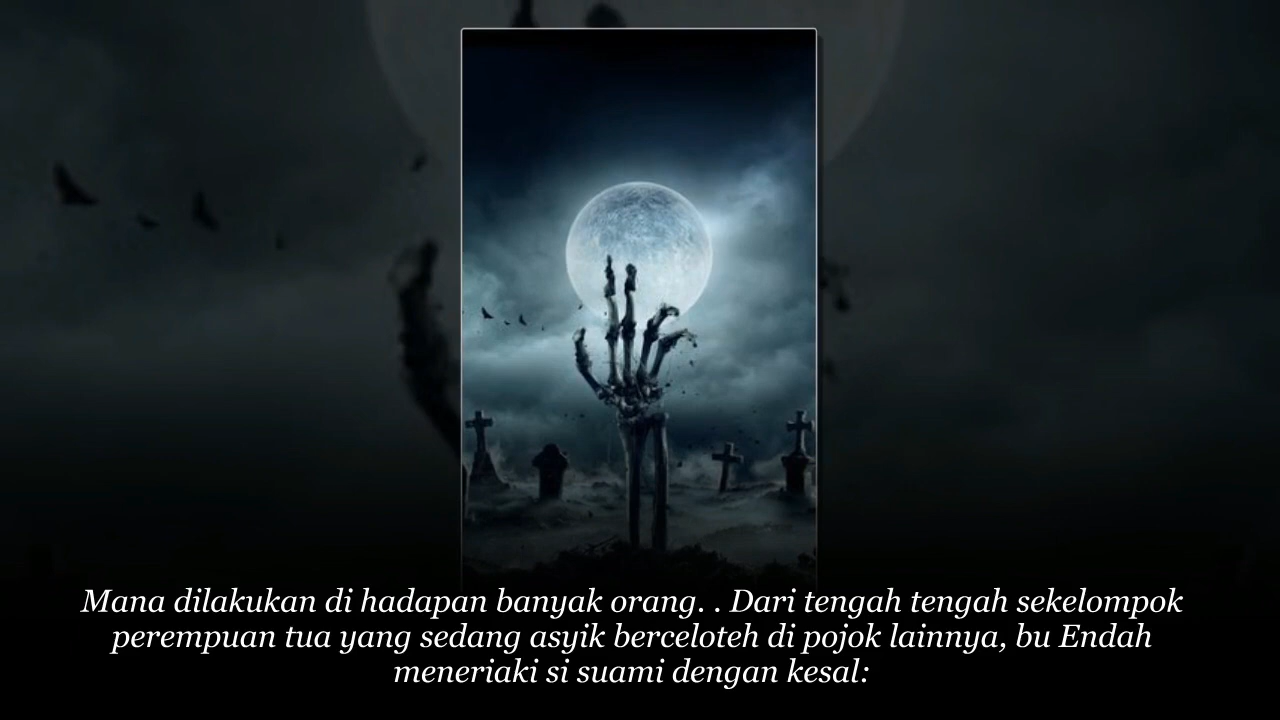 Mana dilakukan di hadapan banyak orang. . Dari tengah tengah sekelompok
perempuan tua yang sedang asyik berceloteh di pojok lainnya, bu Endah
meneriaki si suami dengan kesal: